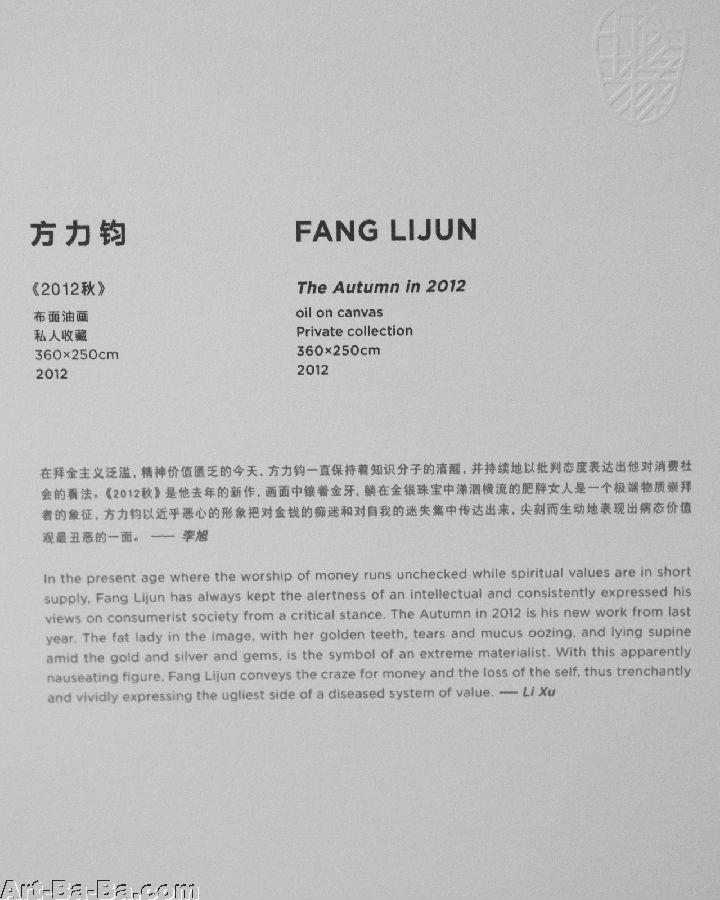 方力钧
FANG LIJUN
《2012秋》
布面油画
私人收藏
360×250cm
2012
The Autumn in 2012
oil on canvas
Private collection
360×250cm
2012
在拜金主义泛滥，精神价值匮乏的今天，方力钧一直保持着知识分子的清醒，并持续地以批判态度表达出他对消费社
会的看法。《2012秋》是他去年的新作，画面中镶着金牙，躺在金银珠宝中涕泗横流的肥胖女人是一个极端物质崇拜
者的象征，方力钧以近乎恶心的形象把对金钱的痴迷和对自我的迷失集中传达出来，尖刻而生动地表现出病态价值
观最丑恶的一面。 —— 李旭
In the present age where the worship of money runs unchecked while spiritual values are in short
supply, Fang Lijun has always kept the alertness of an intellectual and consistently expressed his
views on consumerist society from a critical stance. The Autumn in 2012 is his new work from last
year. The fat lady in the image, with her golden teeth, tears and mucus oozing, and lying supine
amid the gold and silver and gems, is the symbol of an extreme materialist. With this apparently
nauseating figure, Fang Lijun conveys the craze for money and the loss of the self, thus trenchantly
and vividly expressing the ugliest side of a diseased system of value. — Li Xu
Art-Ba-Ba.com